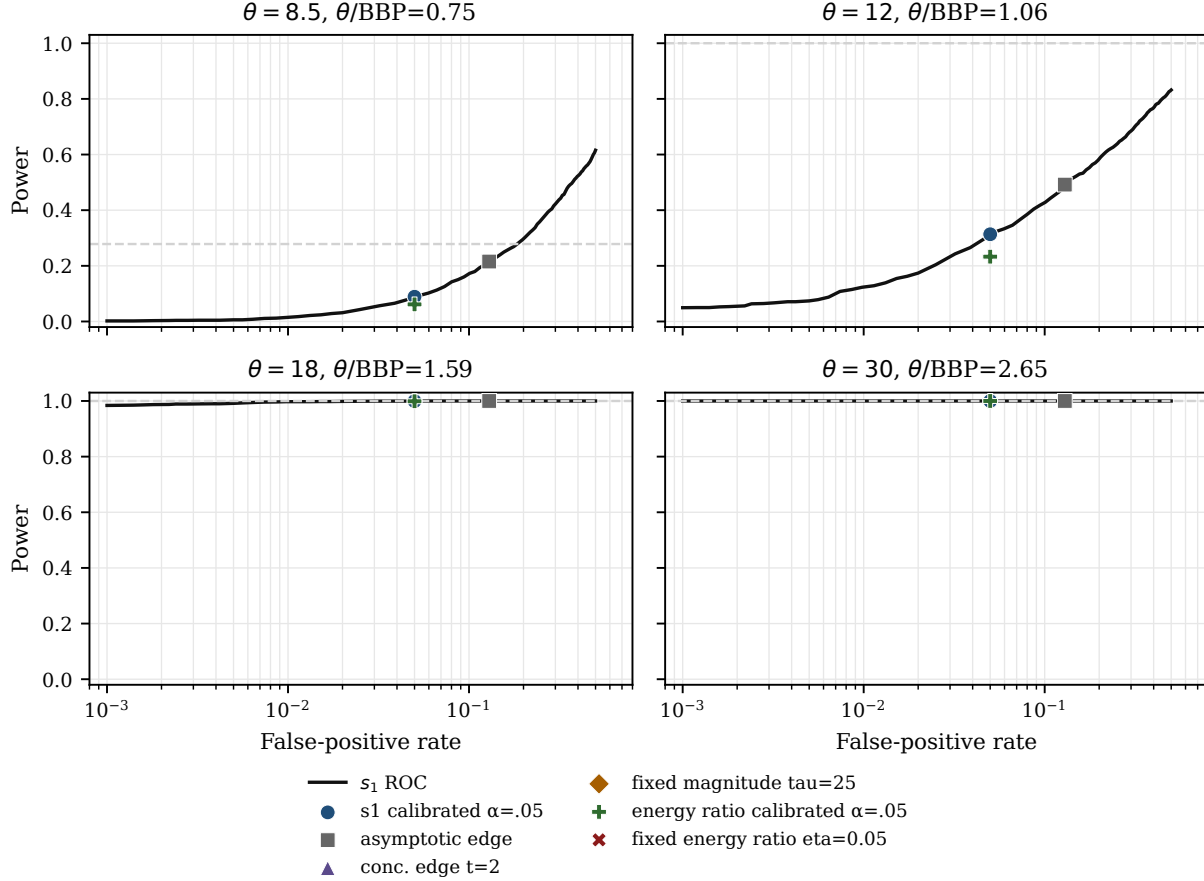 θ = 8.5, θ/BBP=0.75
θ = 12, θ/BBP=1.06
1.0
0.8
0.6
0.4
0.2
0.0
Power
θ = 18, θ/BBP=1.59
θ = 30, θ/BBP=2.65
1.0
0.8
0.6
0.4
0.2
0.0
Power
10⁻³
10⁻²
10⁻¹
10⁻³
10⁻²
10⁻¹
False-positive rate
False-positive rate
s₁ ROC
s1 calibrated α=.05
asymptotic edge
conc. edge t=2
fixed magnitude tau=25
energy ratio calibrated α=.05
fixed energy ratio eta=0.05